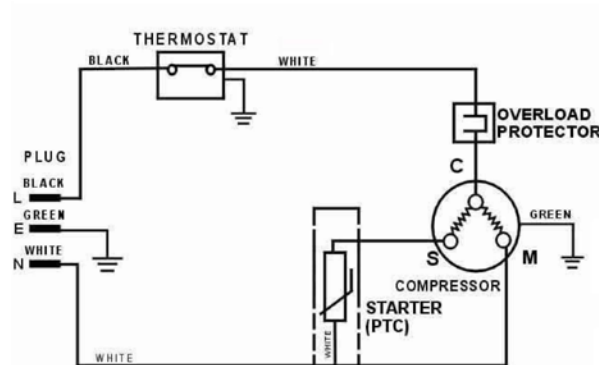 THERMOSTAT
BLACK
WHITE
OVERLOAD
PROTECTOR
PLUG
C
BLACK
L
GREEN
E
GREEN
WHITE
N
S
M
COMPRESSOR
STARTER
(PTC)
WHITE
WHITE